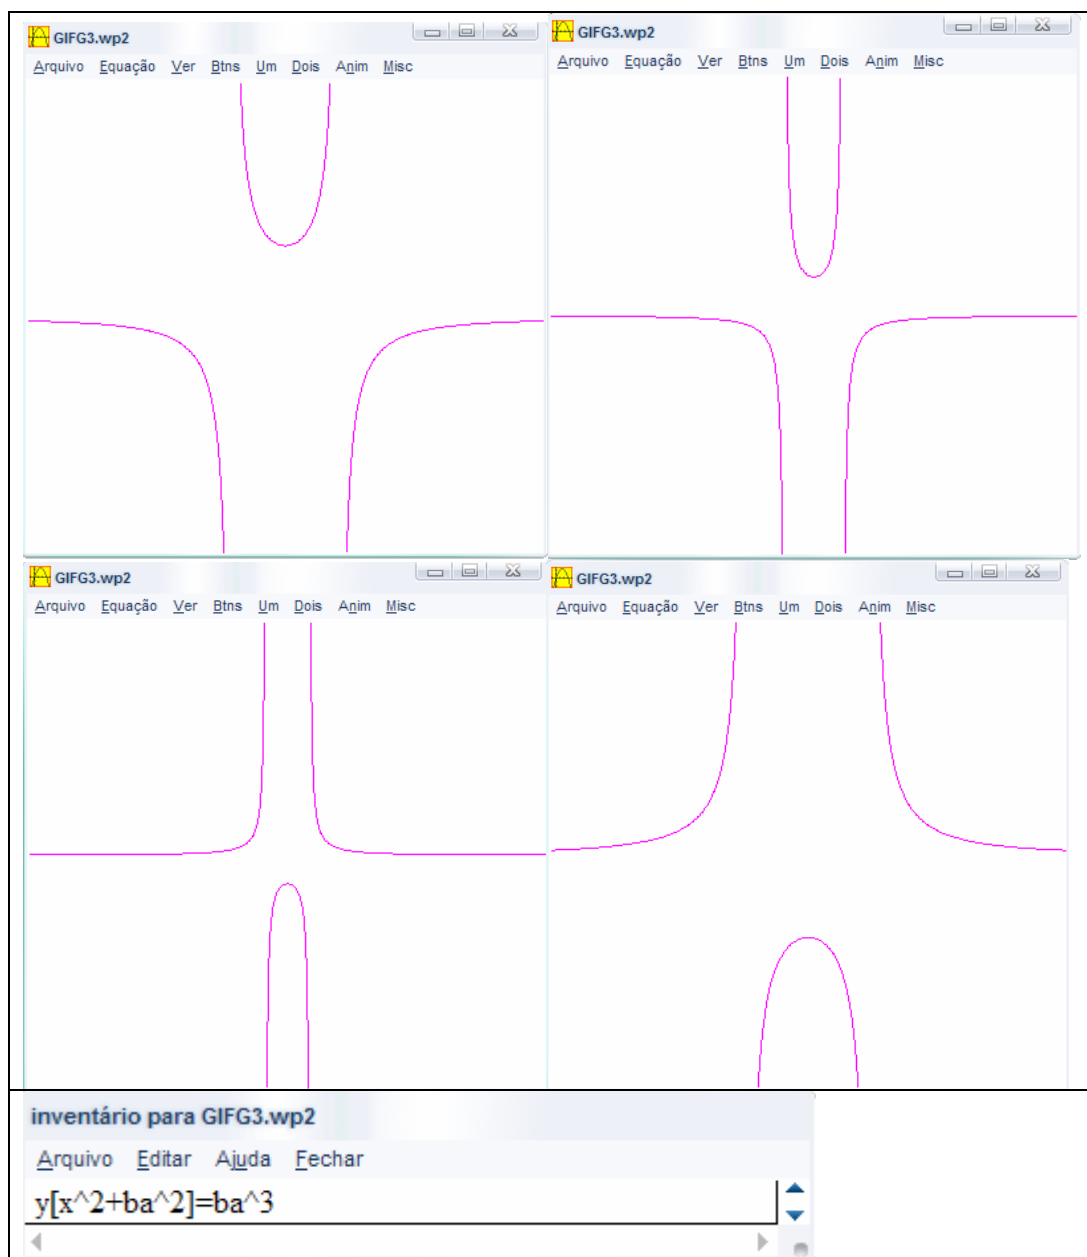 GIFG3.wp2
Arquivo Equação Ver Btns Um Dois Anim Misc
GIFG3.wp2
Arquivo Equação Ver Btns Um Dois Anim Misc
GIFG3.wp2
Arquivo Equação Ver Btns Um Dois Anim Misc
GIFG3.wp2
Arquivo Equação Ver Btns Um Dois Anim Misc
inventário para GIFG3.wp2
Arquivo Editar Ajuda Fechar
y[x^2+ba^2]=ba^3